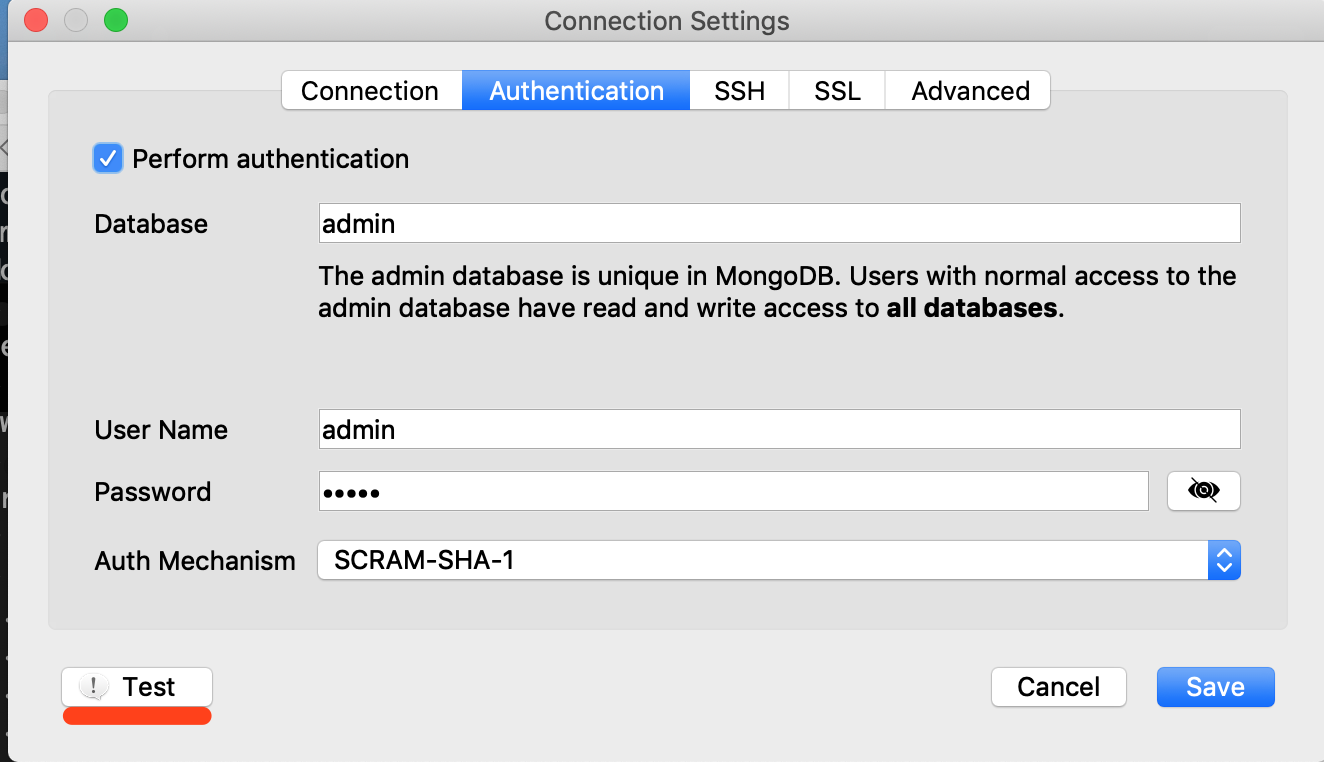 Connection Settings
Connection Authentication SSH SSL Advanced
Perform authentication
Database admin
The admin database is unique in MongoDB. Users with normal access to the
admin database have read and write access to all databases.
User Name admin
Password •••••
Auth Mechanism SCRAM-SHA-1
Test Cancel Save